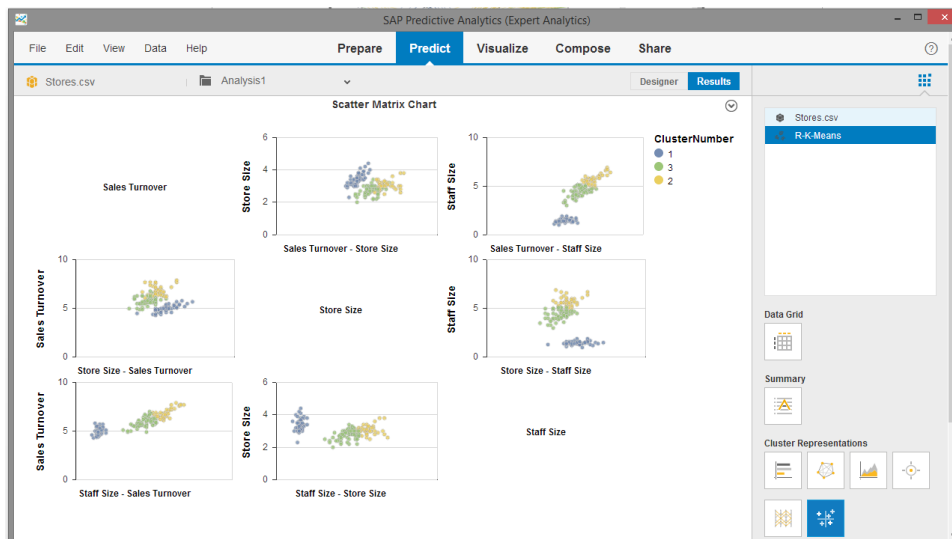 SAP Predictive Analytics (Expert Analytics)
File Edit View Data Help Prepare Predict Visualize Compose Share
Stores.csv Analysis1 Designer Results
Scatter Matrix Chart
Stores.csv
R-K-Means
Sales Turnover
Store Size
6
4
2
0
Sales Turnover - Store Size
Staff Size
10
5
0
Sales Turnover - Staff Size
ClusterNumber
1
3
2
Sales Turnover
10
5
0
Store Size - Sales Turnover
Store Size
Staff Size
10
5
0
Store Size - Staff Size
Sales Turnover
10
5
0
Staff Size - Sales Turnover
Store Size
6
4
2
0
Staff Size - Store Size
Staff Size
Data Grid
Summary
Cluster Representations